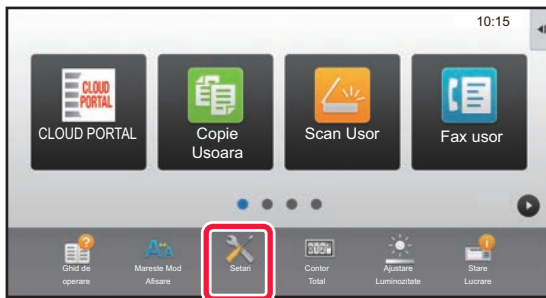 10:15
CLOUD
PORTAL
CLOUD PORTAL
Copie
Usoara
Scan Usor
Fax usor
Ghid de
operare
Mareste Mod
Afisare
Setari
Contor
Total
Ajustare
Luminozitate
Stare
Lucrare